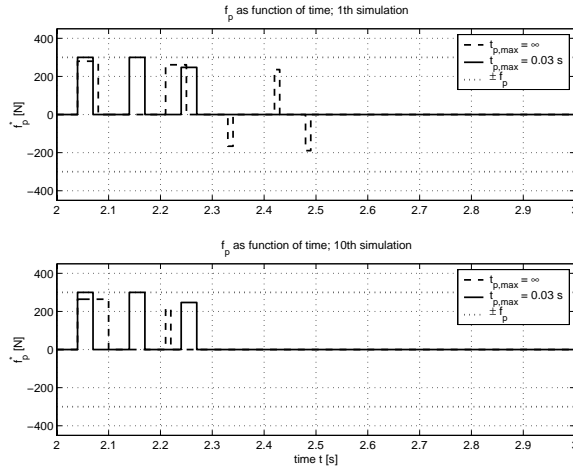 f_p as function of time; 1th simulation
400
200
0
−200
−400
f_p^* [N]
2 2.1 2.2 2.3 2.4 2.5 2.6 2.7 2.8 2.9 3
t_p,max = ∞
t_p,max = 0.03 s
± f_p
f_p as function of time; 10th simulation
400
200
0
−200
−400
f_p^* [N]
2 2.1 2.2 2.3 2.4 2.5 2.6 2.7 2.8 2.9 3
time t [s]
t_p,max = ∞
t_p,max = 0.03 s
± f_p